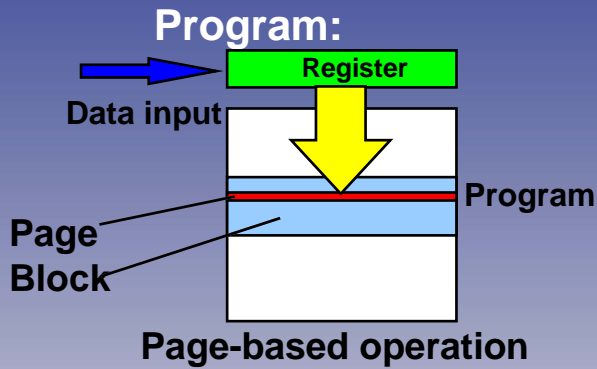 Program:
Register
Data input
Program
Page
Block
Page-based operation